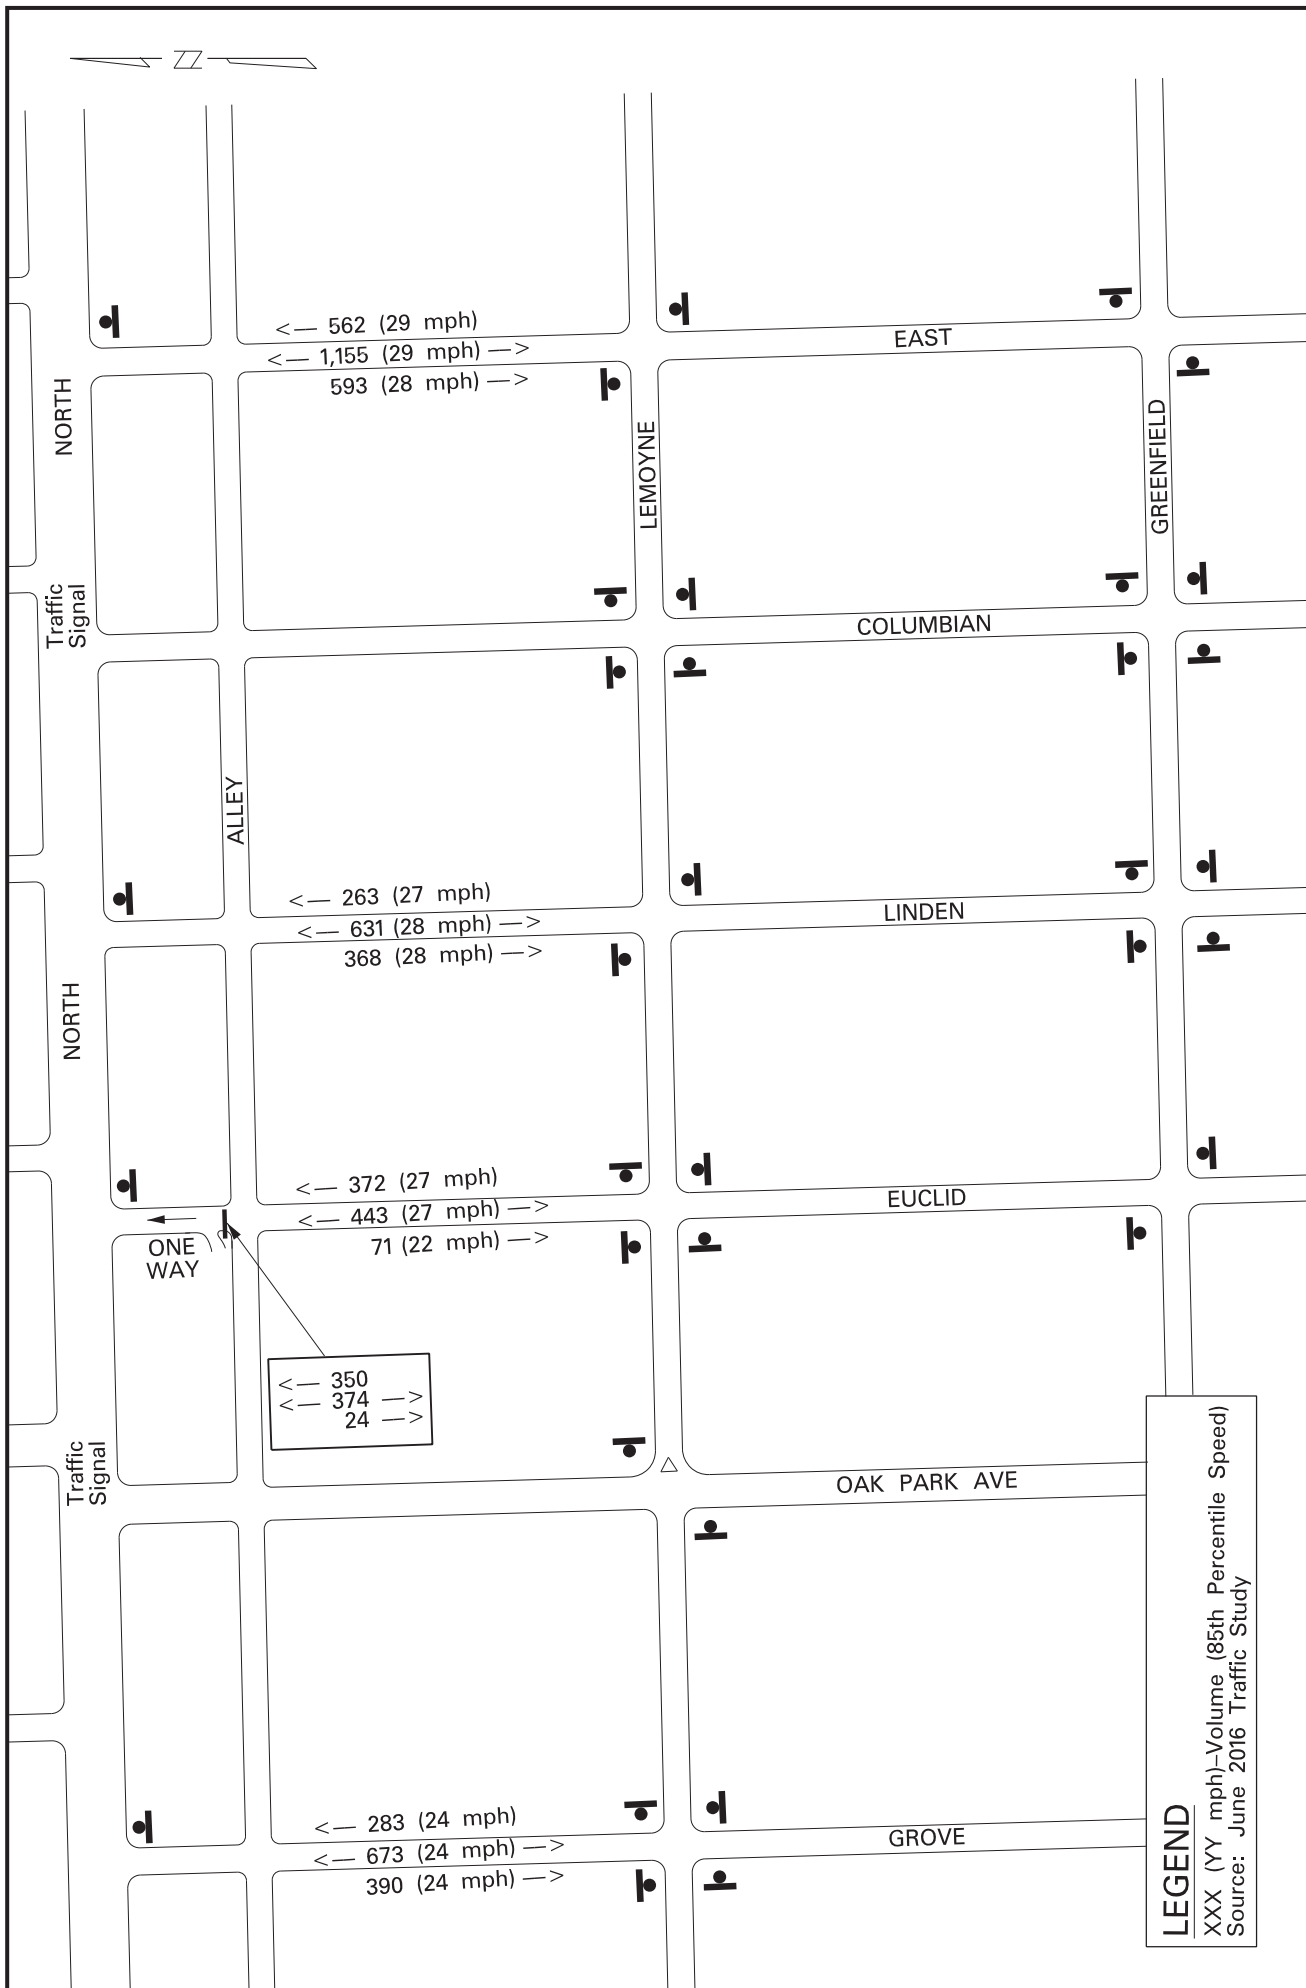 N
<— 562 (29 mph)
EAST
<— 1,155 (29 mph) —>
593 (28 mph) —>
NORTH
LEMOYNE
GREENFIELD
Traffic
Signal
COLUMBIAN
ALLEY
<— 263 (27 mph)
LINDEN
<— 631 (28 mph) —>
368 (28 mph) —>
NORTH
<— 372 (27 mph)
EUCLID
<— 443 (27 mph) —>
71 (22 mph) —>
ONE
WAY
<— 350
<— 374 —>
24 —>
Traffic
Signal
OAK PARK AVE
<— 283 (24 mph)
GROVE
<— 673 (24 mph) —>
390 (24 mph) —>
LEGEND
XXX (YY mph)–Volume (85th Percentile Speed)
Source: June 2016 Traffic Study